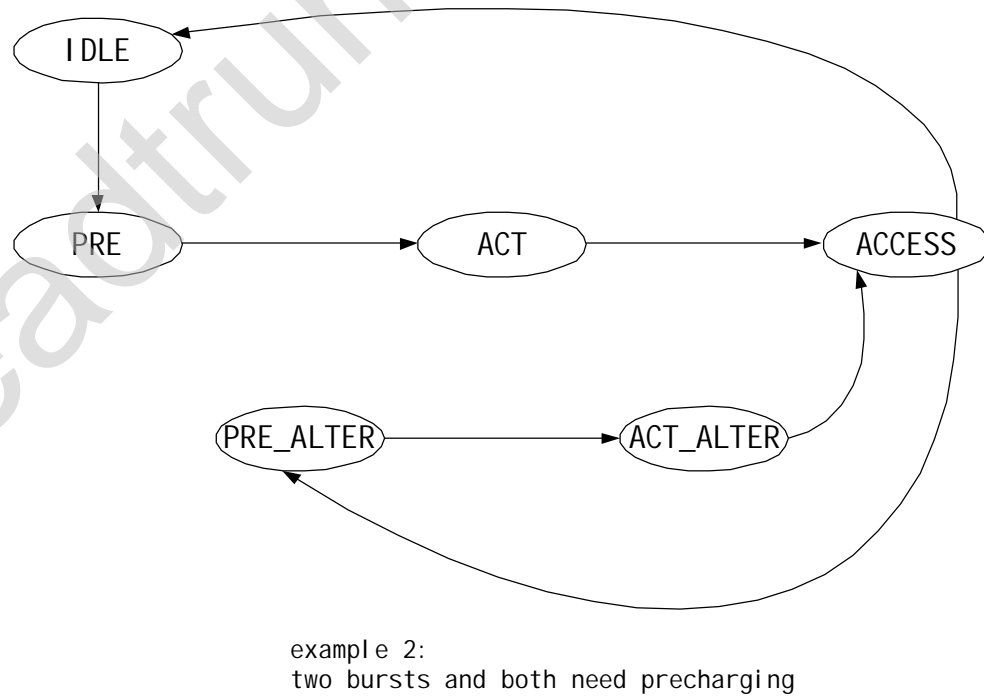 IDLE
PRE
ACT
ACCESS
PRE_ALTER
ACT_ALTER
example 2:
two bursts and both need precharging